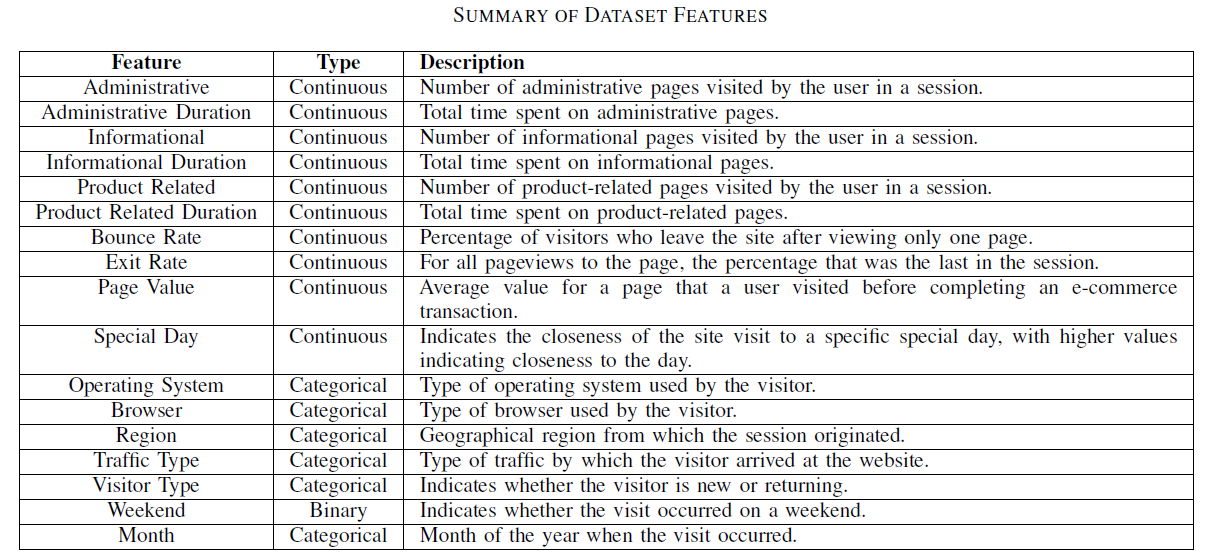 SUMMARY OF DATASET FEATURES
Feature Type Description
Administrative Continuous Number of administrative pages visited by the user in a session.
Administrative Duration Continuous Total time spent on administrative pages.
Informational Continuous Number of informational pages visited by the user in a session.
Informational Duration Continuous Total time spent on informational pages.
Product Related Continuous Number of product-related pages visited by the user in a session.
Product Related Duration Continuous Total time spent on product-related pages.
Bounce Rate Continuous Percentage of visitors who leave the site after viewing only one page.
Exit Rate Continuous For all pageviews to the page, the percentage that was the last in the session.
Page Value Continuous Average value for a page that a user visited before completing an e-commerce
transaction.
Special Day Continuous Indicates the closeness of the site visit to a specific special day, with higher values
indicating closeness to the day.
Operating System Categorical Type of operating system used by the visitor.
Browser Categorical Type of browser used by the visitor.
Region Categorical Geographical region from which the session originated.
Traffic Type Categorical Type of traffic by which the visitor arrived at the website.
Visitor Type Categorical Indicates whether the visitor is new or returning.
Weekend Binary Indicates whether the visit occurred on a weekend.
Month Categorical Month of the year when the visit occurred.